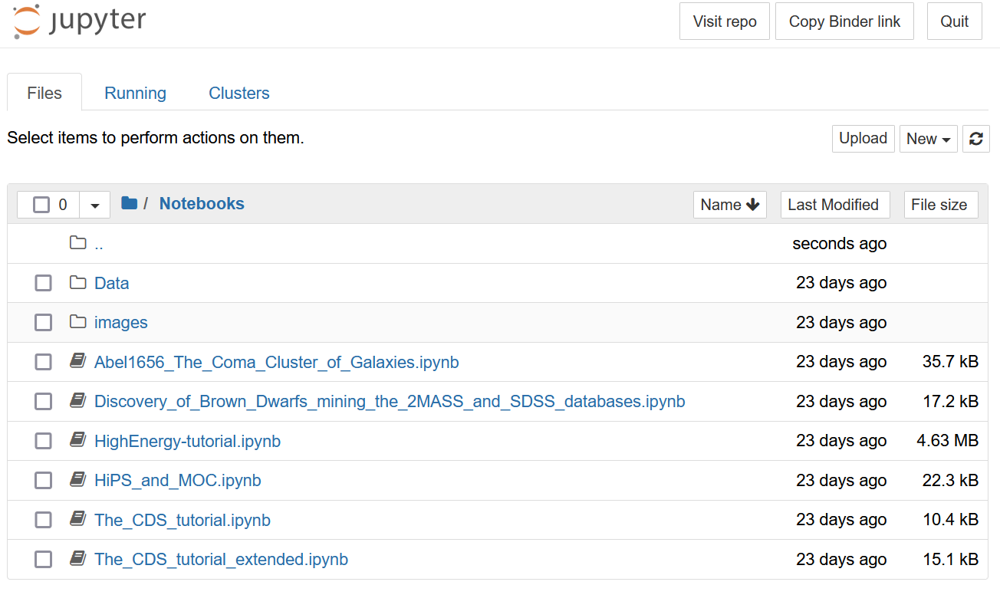 jupyter Visit repo Copy Binder link Quit
Files Running Clusters
Select items to perform actions on them. Upload New
0 / Notebooks Name Last Modified File size
.. seconds ago
Data 23 days ago
images 23 days ago
Abel1656_The_Coma_Cluster_of_Galaxies.ipynb 23 days ago 35.7 kB
Discovery_of_Brown_Dwarfs_mining_the_2MASS_and_SDSS_databases.ipynb 23 days ago 17.2 kB
HighEnergy-tutorial.ipynb 23 days ago 4.63 MB
HiPS_and_MOC.ipynb 23 days ago 22.3 kB
The_CDS_tutorial.ipynb 23 days ago 10.4 kB
The_CDS_tutorial_extended.ipynb 23 days ago 15.1 kB